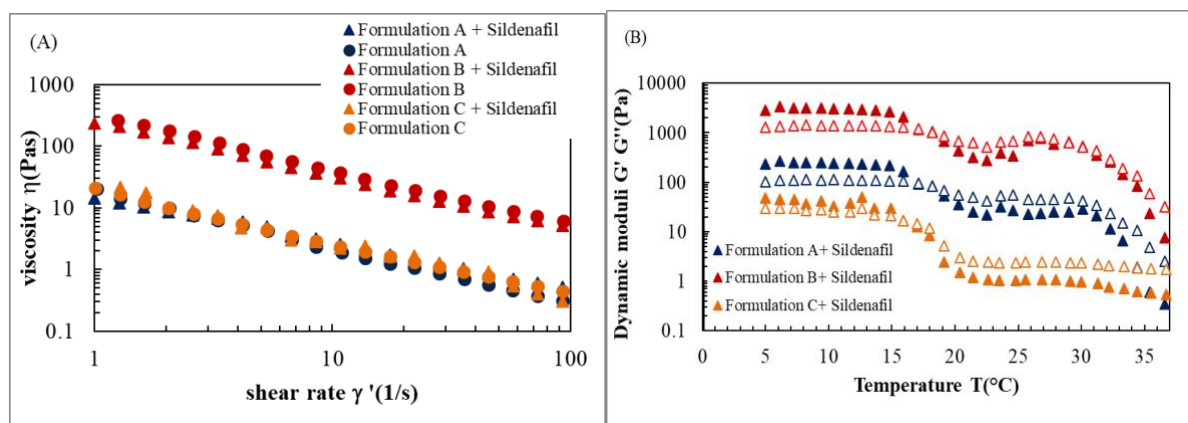 (A)
Formulation A + Sildenafil
Formulation A
Formulation B + Sildenafil
Formulation B
Formulation C + Sildenafil
Formulation C
viscosity η(Pas)
1000
100
10
1
0.1
1
10
100
shear rate γ '(1/s)
(B)
Dynamic moduli G' G''(Pa)
10000
1000
100
10
1
0.1
Formulation A+ Sildenafil
Formulation B+ Sildenafil
Formulation C+ Sildenafil
0
5
10
15
20
25
30
35
Temperature T(°C)